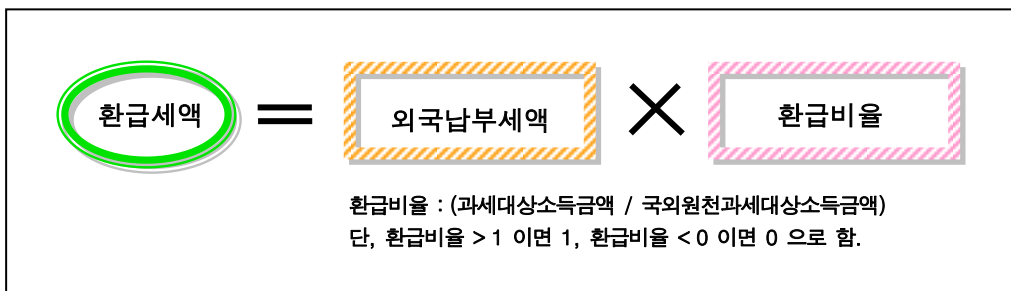 환급세액 = 외국납부세액 × 환급비율
환급비율 : (과세대상소득금액 / 국외원천과세대상소득금액)
단, 환급비율 > 1 이면 1, 환급비율 < 0 이면 0 으로 함.